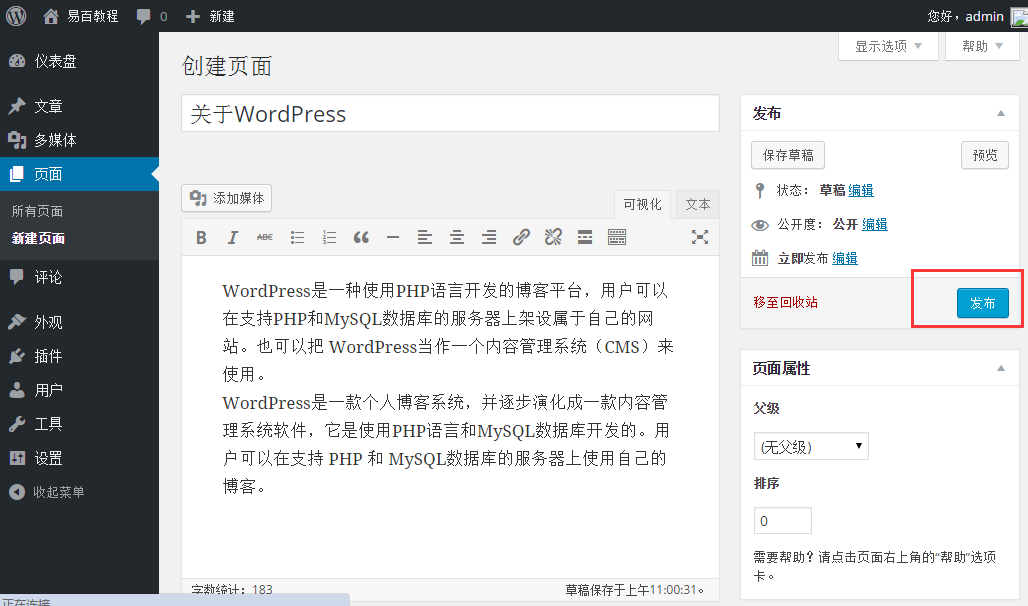 易百教程 0 新建 您好，admin
显示选项 帮助
仪表盘
文章
多媒体
页面
所有页面
新建页面
评论
外观
插件
用户
工具
设置
收起菜单
创建页面
关于WordPress
添加媒体
可视化 文本
B I ABC
WordPress是一种使用PHP语言开发的博客平台，用户可以
在支持PHP和MySQL数据库的服务器上架设属于自己的网
站。也可以把 WordPress当作一个内容管理系统（CMS）来
使用。
WordPress是一款个人博客系统，并逐步演化成一款内容管
理系统软件，它是使用PHP语言和MySQL数据库开发的。用
户可以在支持 PHP 和 MySQL数据库的服务器上使用自己的
博客。
字数统计：183 草稿保存于上午11:00:31。
发布
保存草稿 预览
状态： 草稿 编辑
公开度： 公开 编辑
立即发布 编辑
移至回收站 发布
页面属性
父级
(无父级)
排序
0
需要帮助？请点击页面右上角的“帮助”选项
卡。
正在连接